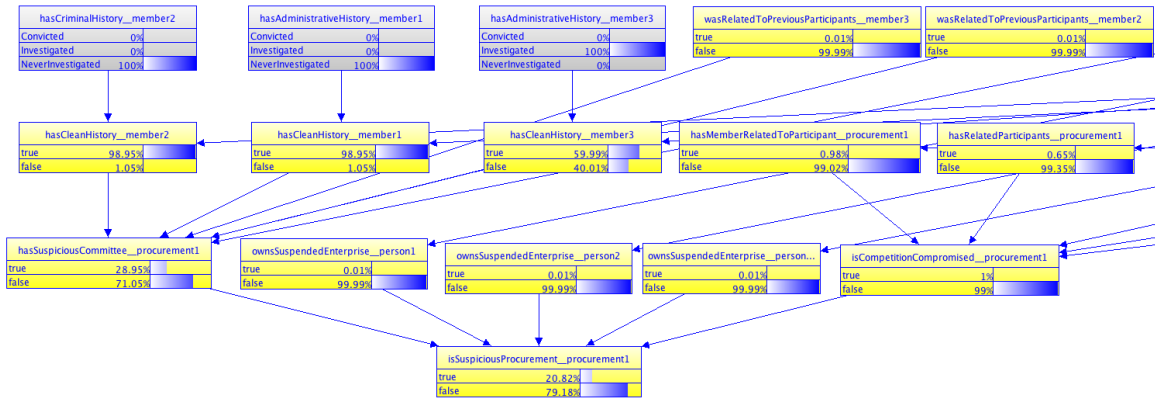 hasCriminalHistory__member2
Convicted 0%
Investigated 0%
NeverInvestigated 100%
hasAdministrativeHistory__member1
Convicted 0%
Investigated 0%
NeverInvestigated 100%
hasAdministrativeHistory__member3
Convicted 0%
Investigated 100%
NeverInvestigated 0%
wasRelatedToPreviousParticipants__member3
true 0.01%
false 99.99%
wasRelatedToPreviousParticipants__member2
true 0.01%
false 99.99%
hasCleanHistory__member2
true 98.95%
false 1.05%
hasCleanHistory__member1
true 98.95%
false 1.05%
hasCleanHistory__member3
true 59.99%
false 40.01%
hasMemberRelatedToParticipant__procurement1
true 0.98%
false 99.02%
hasRelatedParticipants__procurement1
true 0.65%
false 99.35%
hasSuspiciousCommittee__procurement1
true 28.95%
false 71.05%
ownsSuspendedEnterprise__person1
true 0.01%
false 99.99%
ownsSuspendedEnterprise__person2
true 0.01%
false 99.99%
ownsSuspendedEnterprise__person...
true 0.01%
false 99.99%
isCompetitionCompromised__procurement1
true 1%
false 99%
isSuspiciousProcurement__procurement1
true 20.82%
false 79.18%